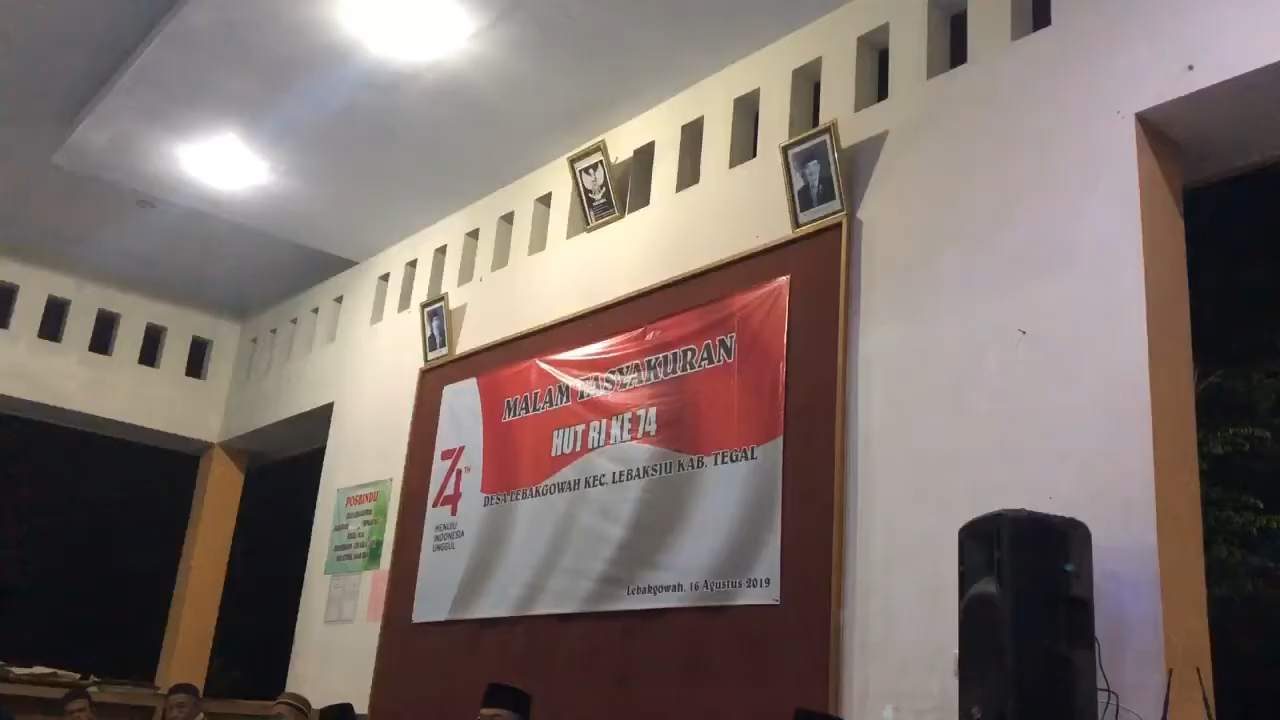 MALAM TASYAKURAN
HUT RI KE 74
DESA LEBAKGOWAH KEC. LEBAKSIU KAB. TEGAL
74TH
MENUJU
INDONESIA
UNGGUL
Lebakgowah, 16 Agustus 2019
POSBINDU